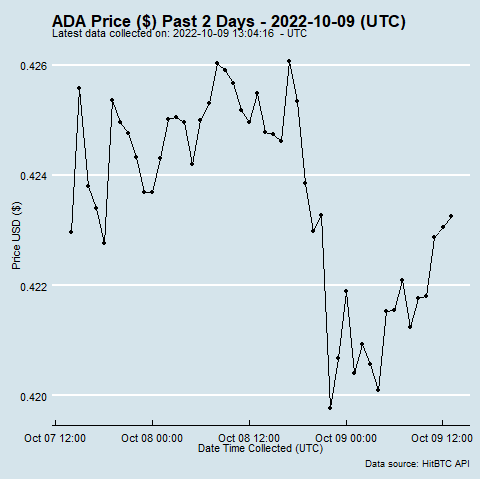 ADA Price ($) Past 2 Days - 2022-10-09 (UTC)
Latest data collected on: 2022-10-09 13:04:16 - UTC
0.426
0.424
0.422
0.420
Price USD ($)
Oct 07 12:00 Oct 08 00:00 Oct 08 12:00 Oct 09 00:00 Oct 09 12:00
Date Time Collected (UTC)
Data source: HitBTC API